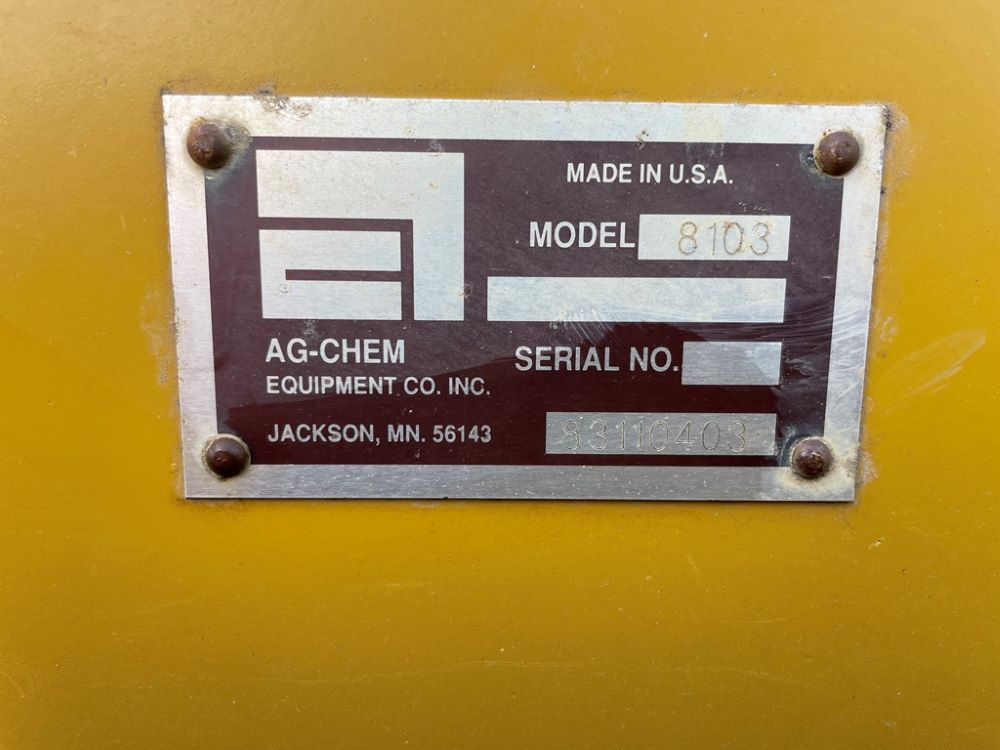 MADE IN U.S.A.
MODEL 8103
AG-CHEM
EQUIPMENT CO. INC.
JACKSON, MN. 56143
SERIAL NO.
83110403